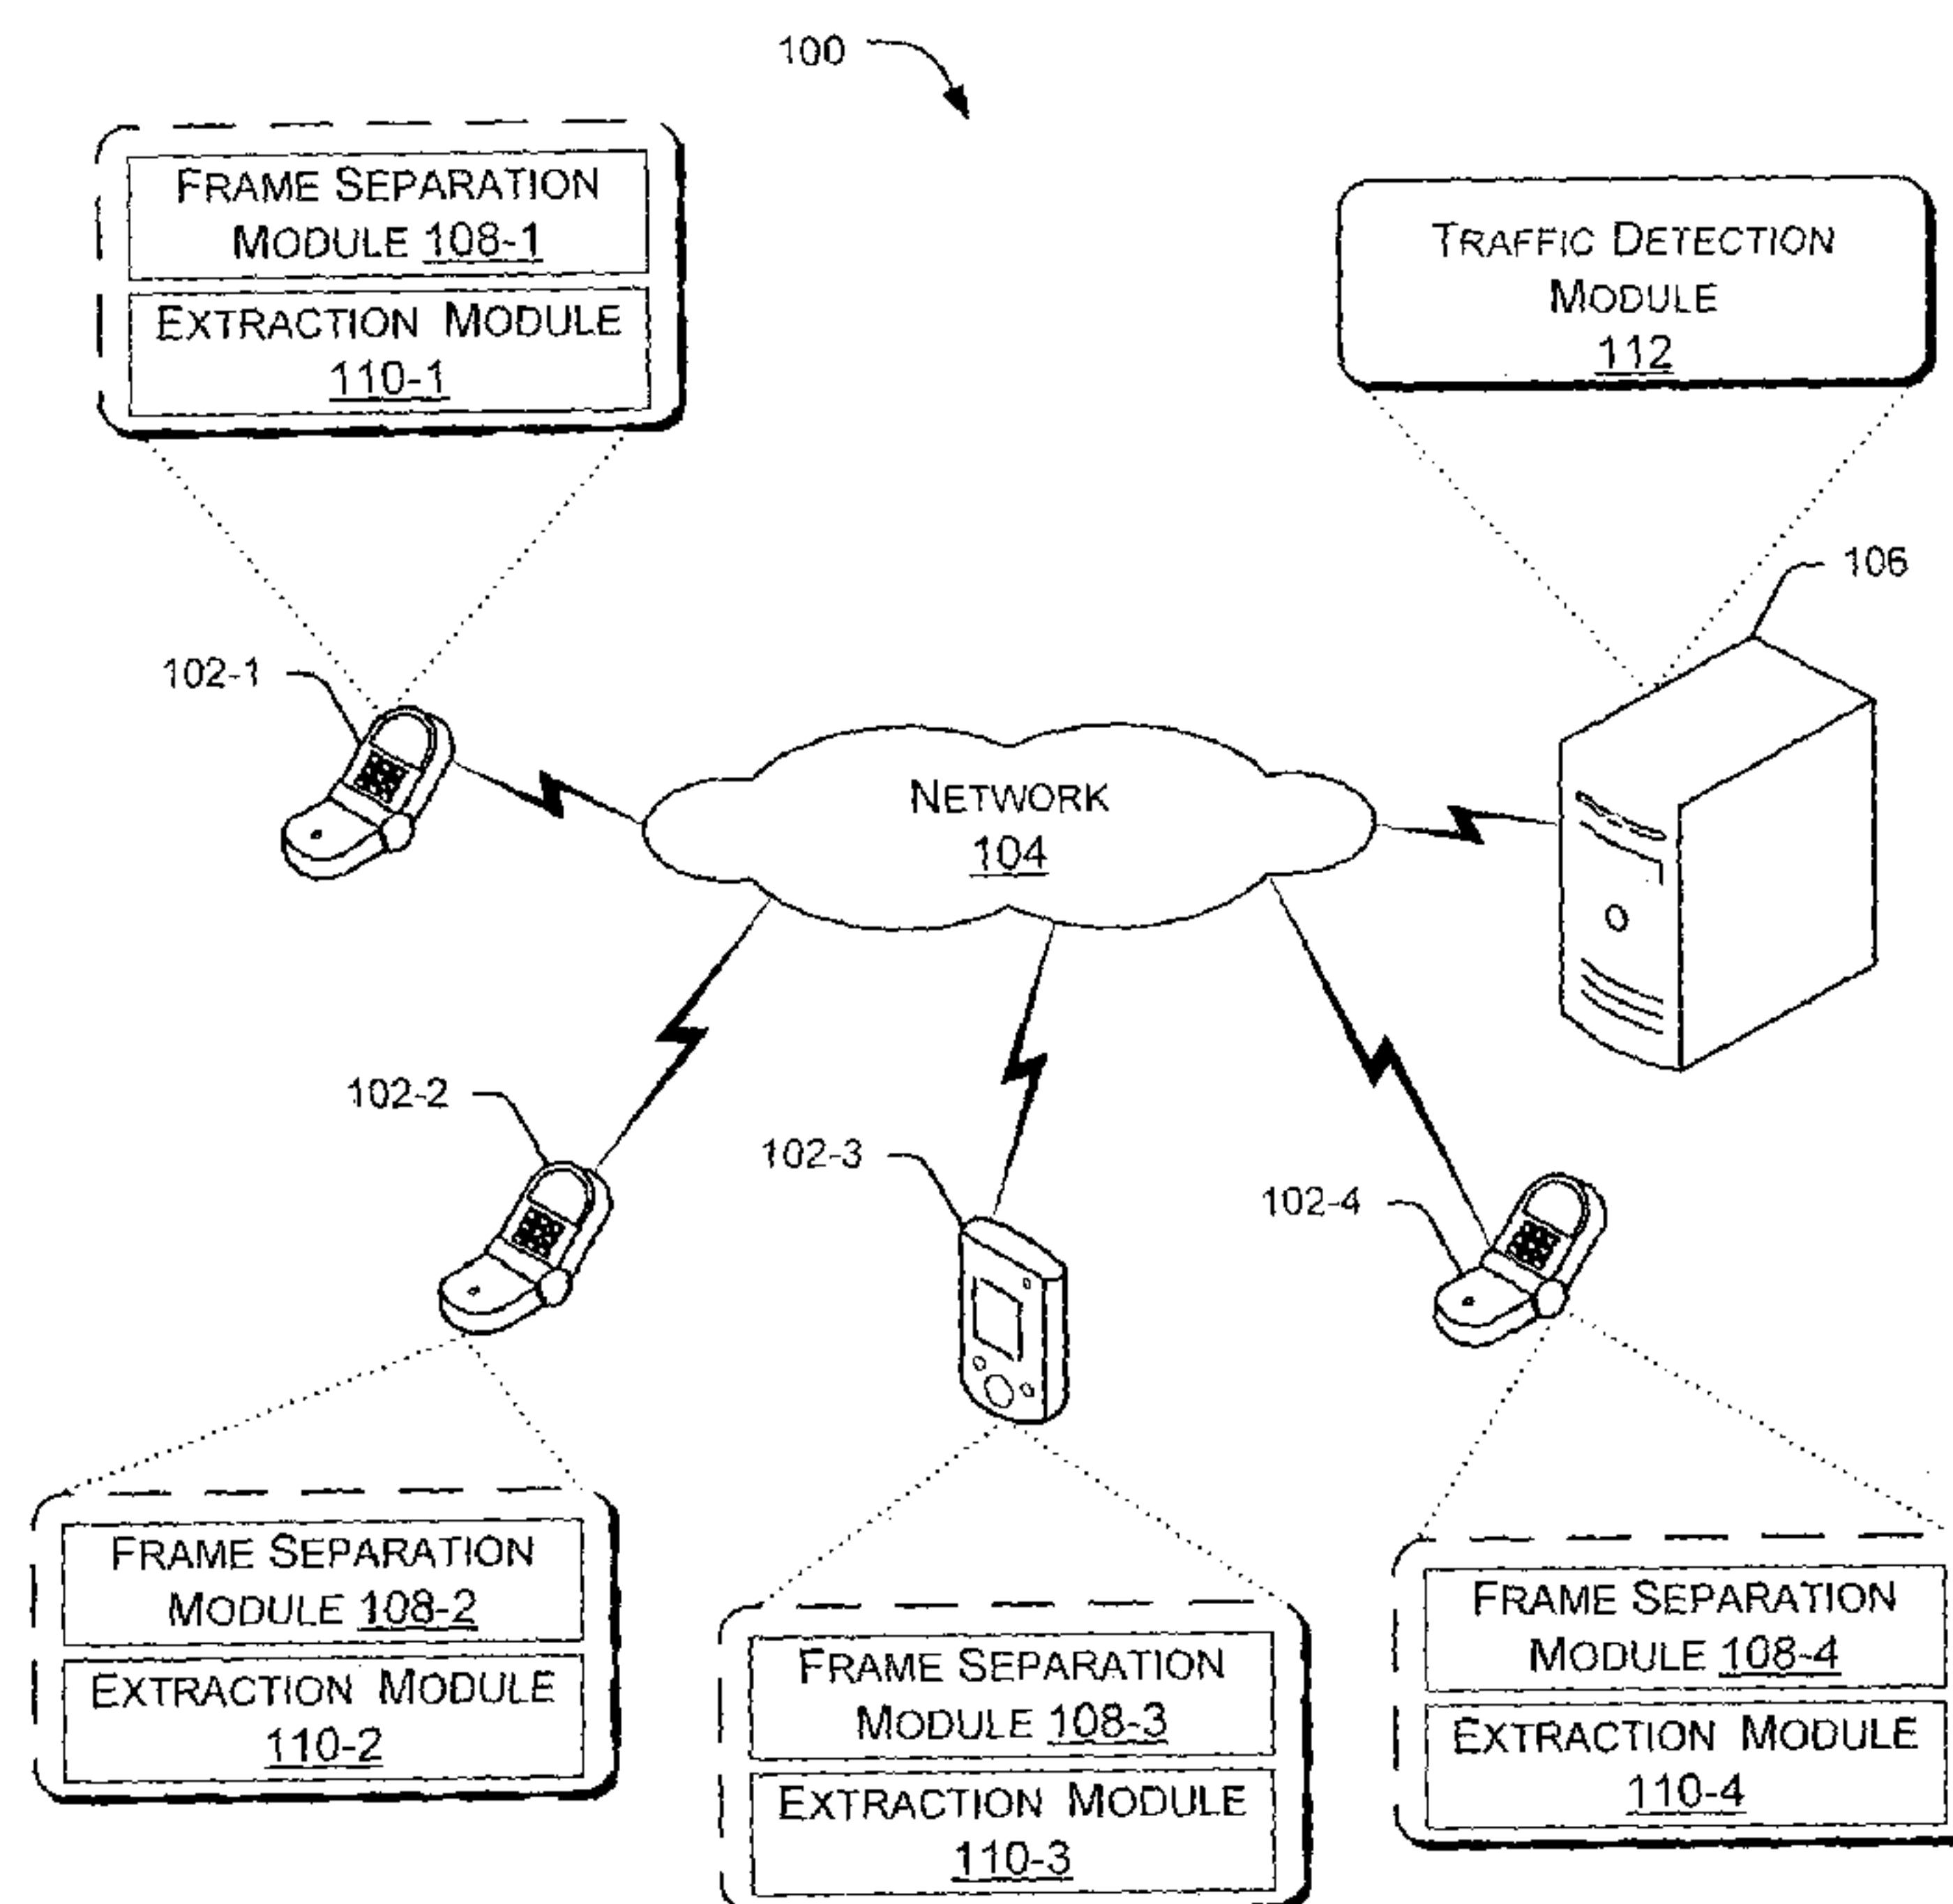 100
FRAME SEPARATION
MODULE 108-1
EXTRACTION MODULE
110-1
TRAFFIC DETECTION
MODULE
112
106
102-1
NETWORK
104
102-2
102-3
102-4
FRAME SEPARATION
MODULE 108-2
EXTRACTION MODULE
110-2
FRAME SEPARATION
MODULE 108-3
EXTRACTION MODULE
110-3
FRAME SEPARATION
MODULE 108-4
EXTRACTION MODULE
110-4